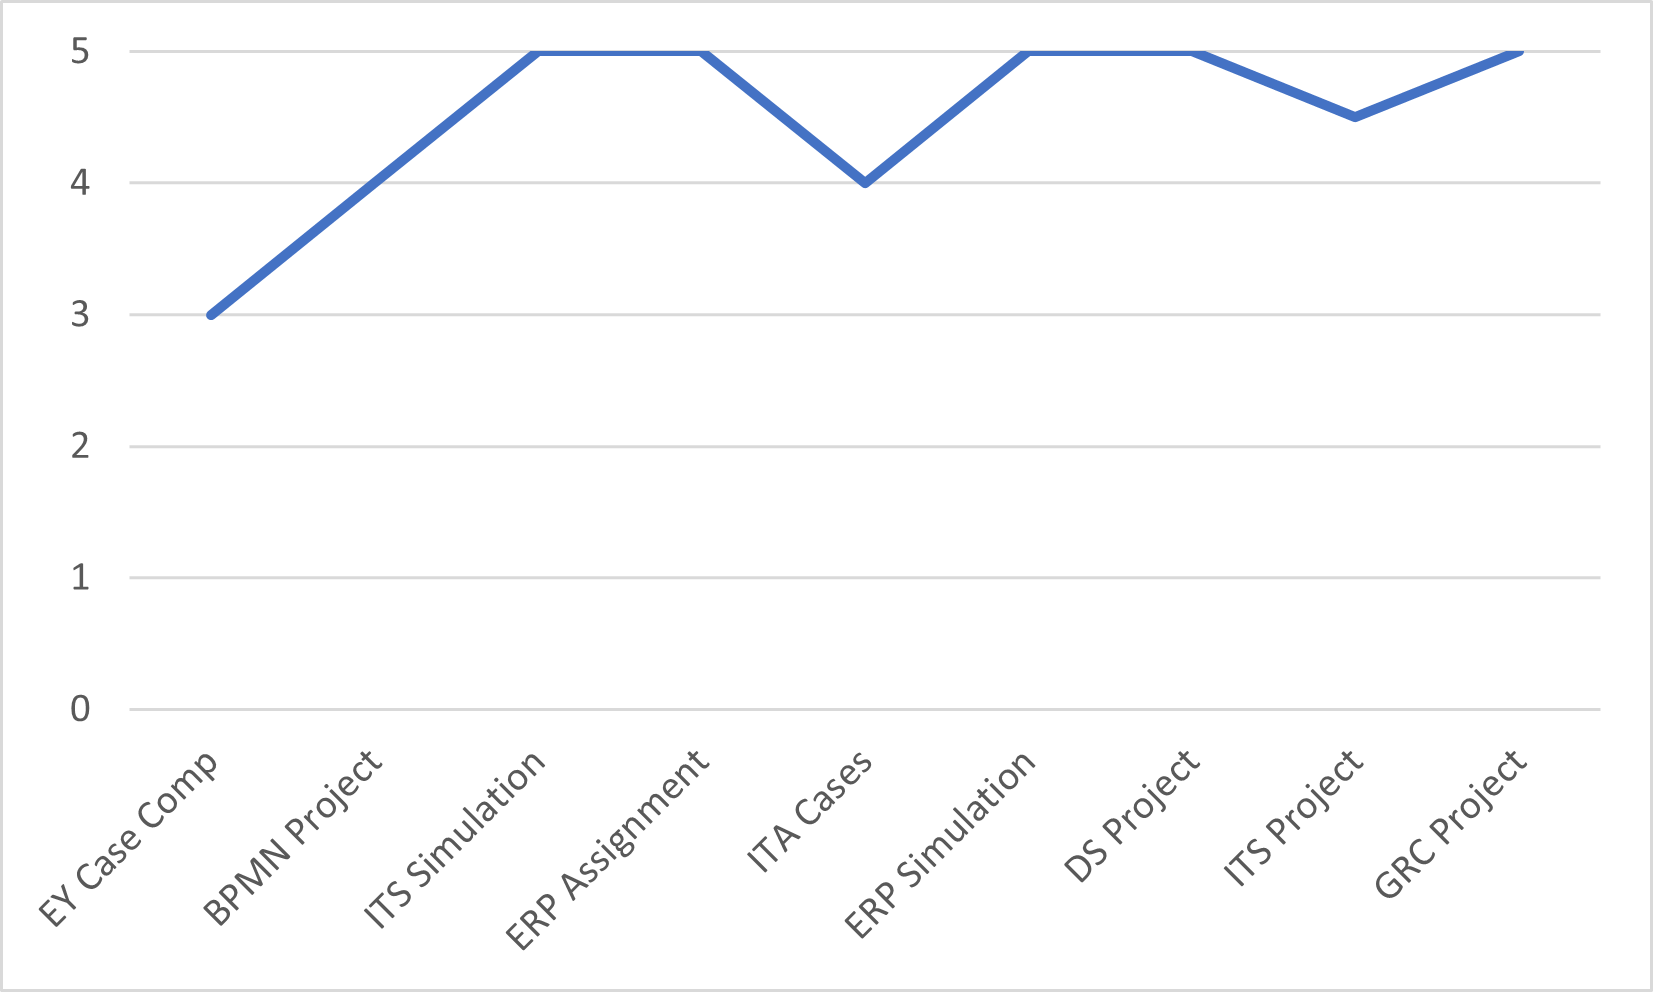 5
4
3
2
1
0
EY Case Comp
BPMN Project
ITS Simulation
ERP Assignment
ITA Cases
ERP Simulation
DS Project
ITS Project
GRC Project